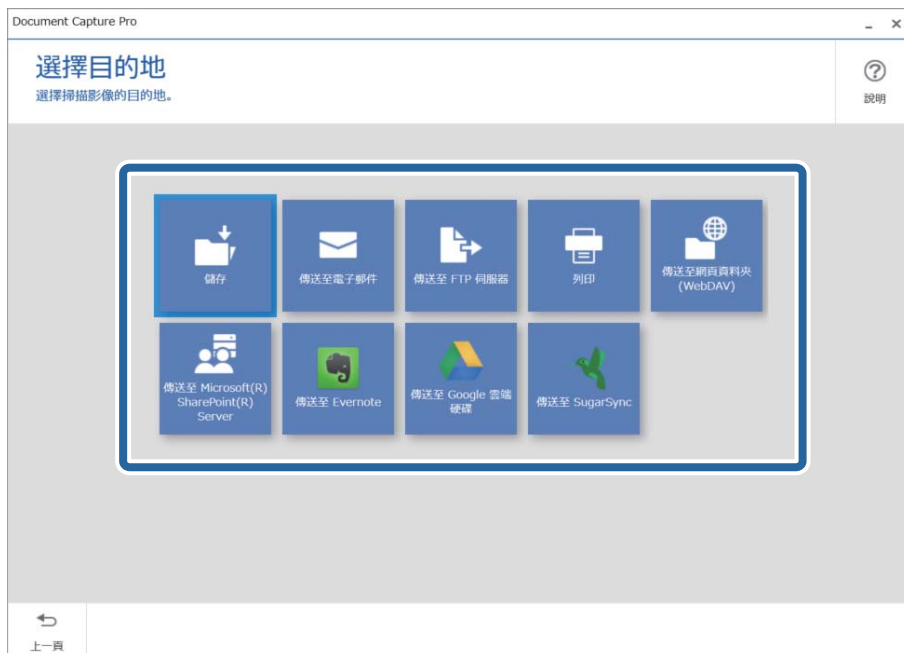 Document Capture Pro
選擇目的地
選擇掃描影像的目的地。
說明
儲存
傳送至電子郵件
傳送至 FTP 伺服器
列印
傳送至網頁資料夾
(WebDAV)
傳送至 Microsoft(R)
SharePoint(R)
Server
傳送至 Evernote
傳送至 Google 雲端
硬碟
傳送至 SugarSync
上一頁